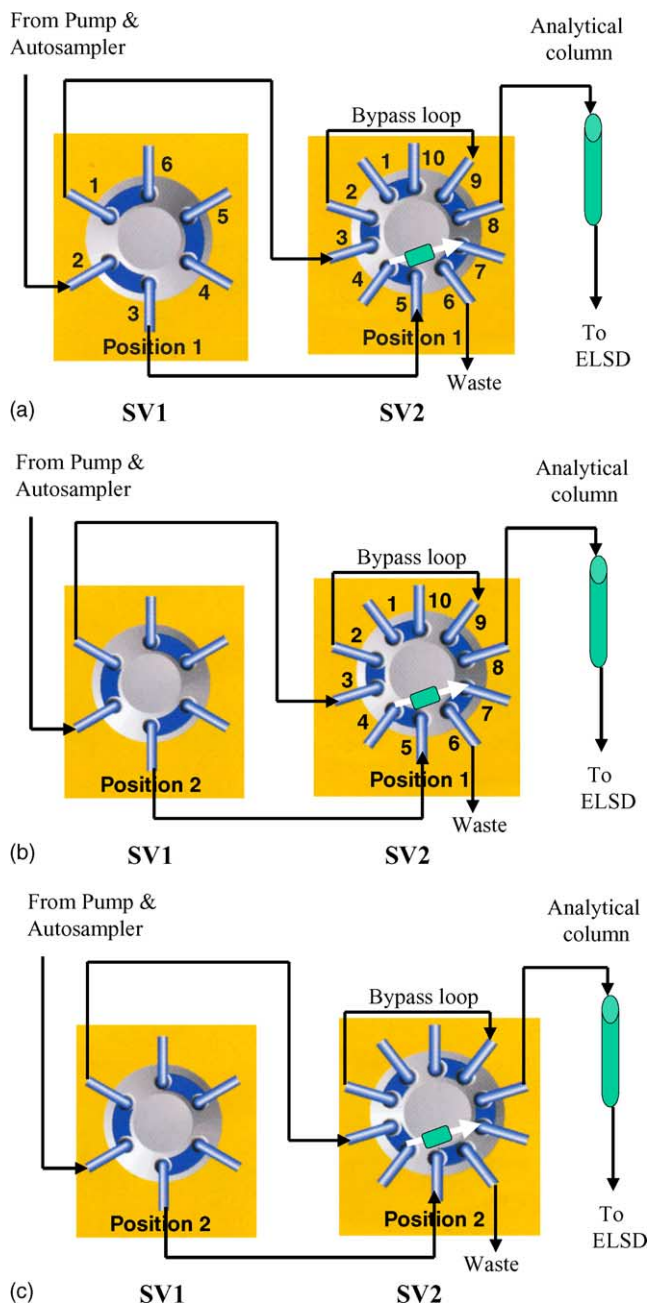 From Pump &
Autosampler
Analytical
column
Bypass loop
1
2
3
4
5
6
1
2
3
4
5
6
7
8
9
10
Position 1
Position 1
To
ELSD
Waste
(a)
SV1
SV2
From Pump &
Autosampler
Analytical
column
Bypass loop
1
2
3
4
5
6
7
8
9
10
Position 2
Position 1
To
ELSD
Waste
(b)
SV1
SV2
From Pump &
Autosampler
Analytical
column
Bypass loop
Position 2
Position 2
To
ELSD
Waste
(c)
SV1
SV2